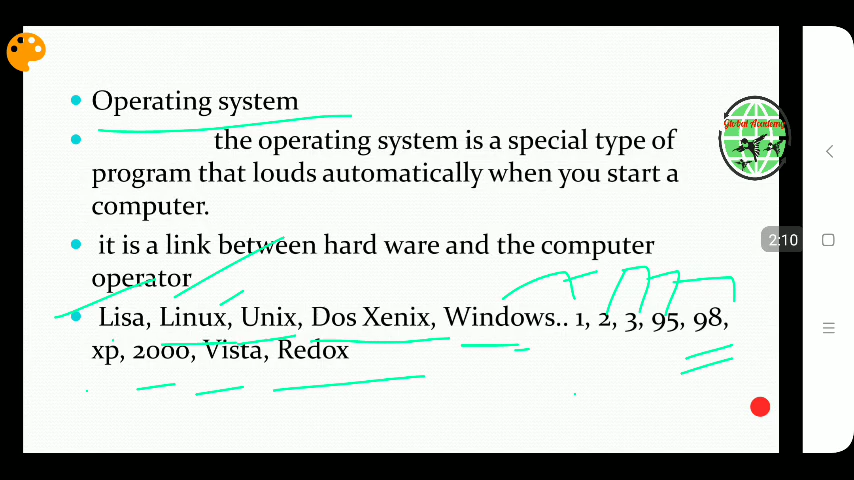 Operating system
the operating system is a special type of
program that louds automatically when you start a
computer.
it is a link between hard ware and the computer
operator
Lisa, Linux, Unix, Dos Xenix, Windows.. 1, 2, 3, 95, 98,
xp, 2000, Vista, Redox
Global Academy
2:10